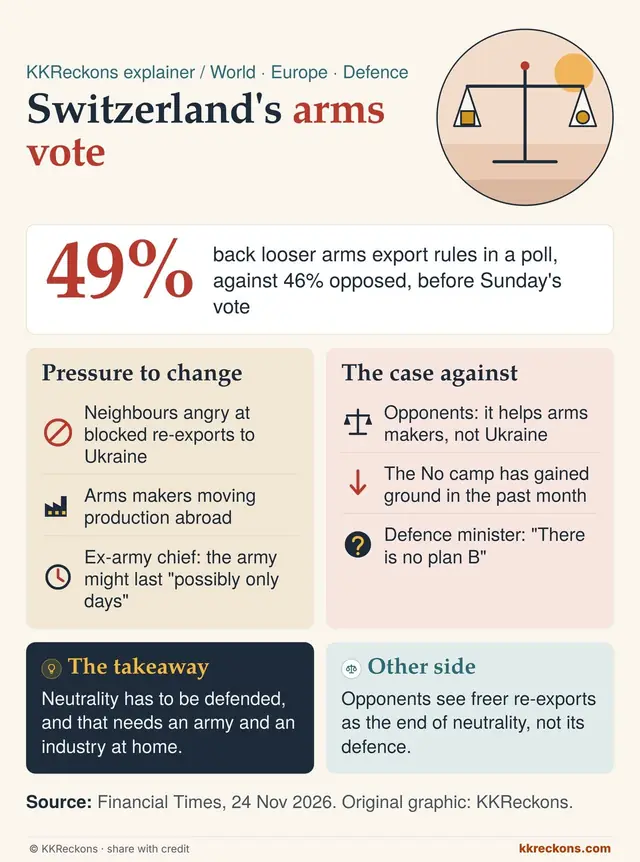 KKReckons explainer / World · Europe · Defence
Switzerland's arms
vote
49%
back looser arms export rules in a poll,
against 46% opposed, before Sunday's
vote
Pressure to change
Neighbours angry at
blocked re-exports to
Ukraine
Arms makers moving
production abroad
Ex-army chief: the army
might last "possibly only
days"
The case against
Opponents: it helps arms
makers, not Ukraine
The No camp has gained
ground in the past month
?
Defence minister: "There
is no plan B"
The takeaway
Neutrality has to be defended,
and that needs an army and an
industry at home.
Other side
Opponents see freer re-exports
as the end of neutrality, not its
defence.
Source: Financial Times, 24 Nov 2026. Original graphic: KKReckons.
© KKReckons · share with credit
kkreckons.com